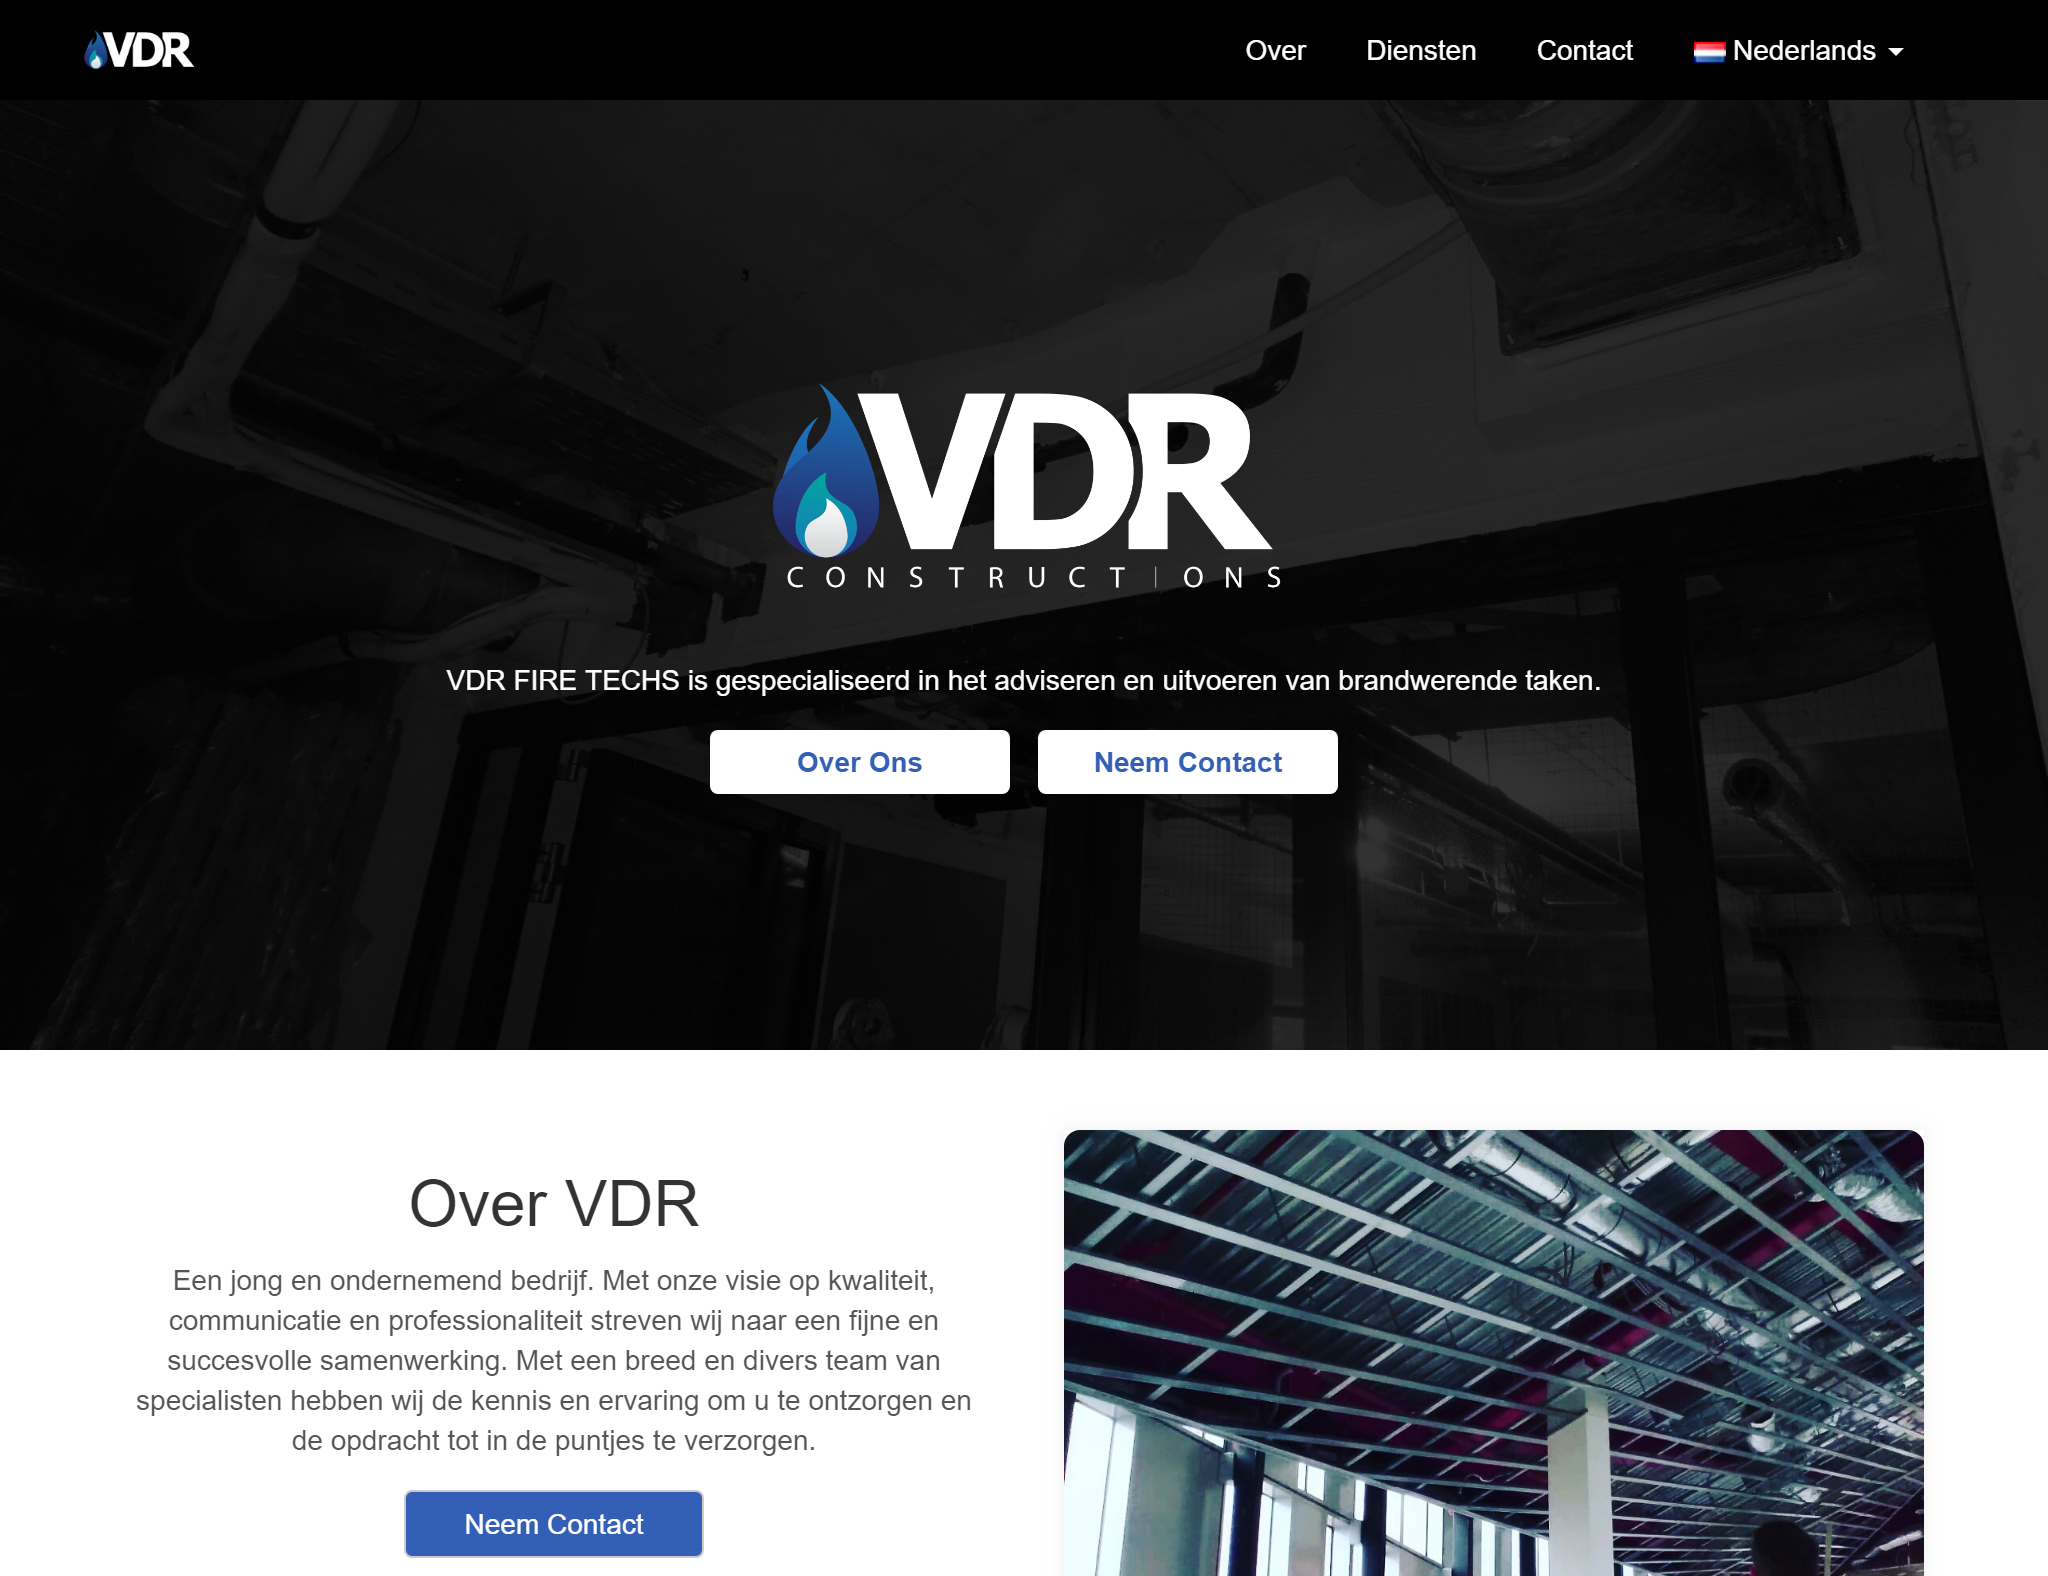 VDR
Over
Diensten
Contact
Nederlands
VDR
CONSTRUCTIONS
VDR FIRE TECHS is gespecialiseerd in het adviseren en uitvoeren van brandwerende taken.
Over Ons
Neem Contact
Over VDR
Een jong en ondernemend bedrijf. Met onze visie op kwaliteit,
communicatie en professionaliteit streven wij naar een fijne en
succesvolle samenwerking. Met een breed en divers team van
specialisten hebben wij de kennis en ervaring om u te ontzorgen en
de opdracht tot in de puntjes te verzorgen.
Neem Contact